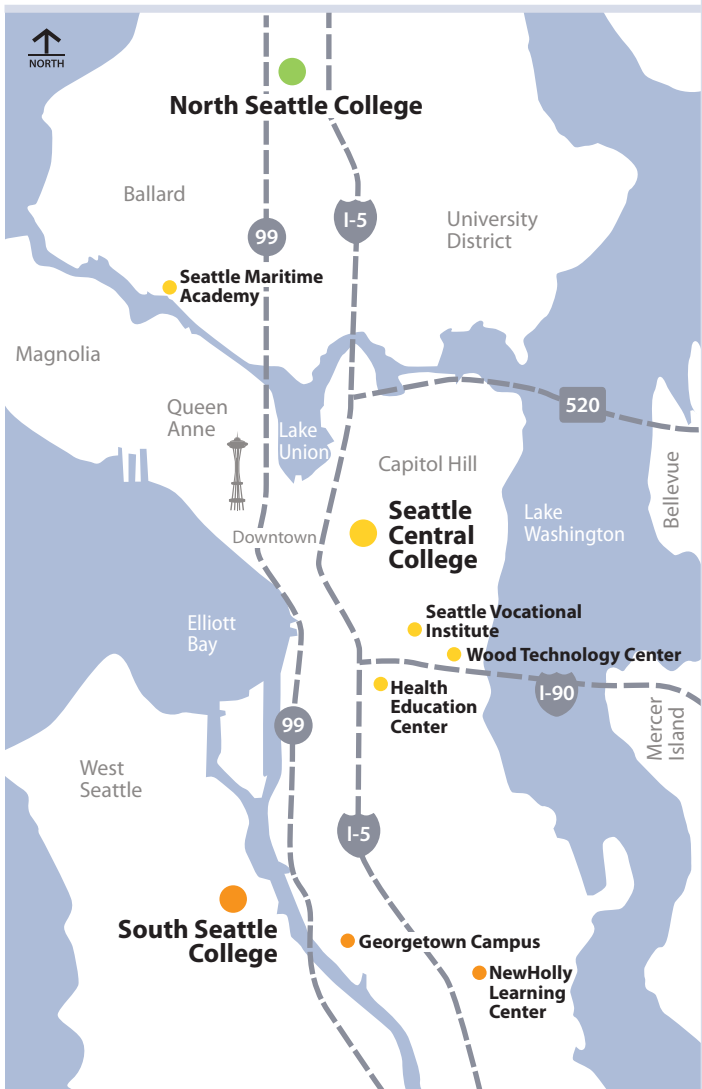 NORTH
North Seattle College
Ballard
99
I-5
University
District
Seattle Maritime
Academy
Magnolia
Queen
Anne
Lake
Union
520
Capitol Hill
Bellevue
Seattle
Central
College
Lake
Washington
Downtown
Elliott
Bay
Seattle Vocational
Institute
Wood Technology Center
Health
Education
Center
I-90
Mercer
Island
99
West
Seattle
I-5
South Seattle
College
Georgetown Campus
NewHolly
Learning
Center